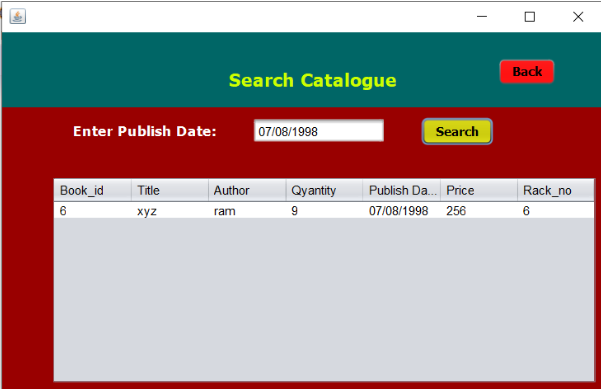 Search Catalogue
Back
Enter Publish Date: 07/08/1998 Search
Book_id Title Author Qyantity Publish Da... Price Rack_no
6 xyz ram 9 07/08/1998 256 6